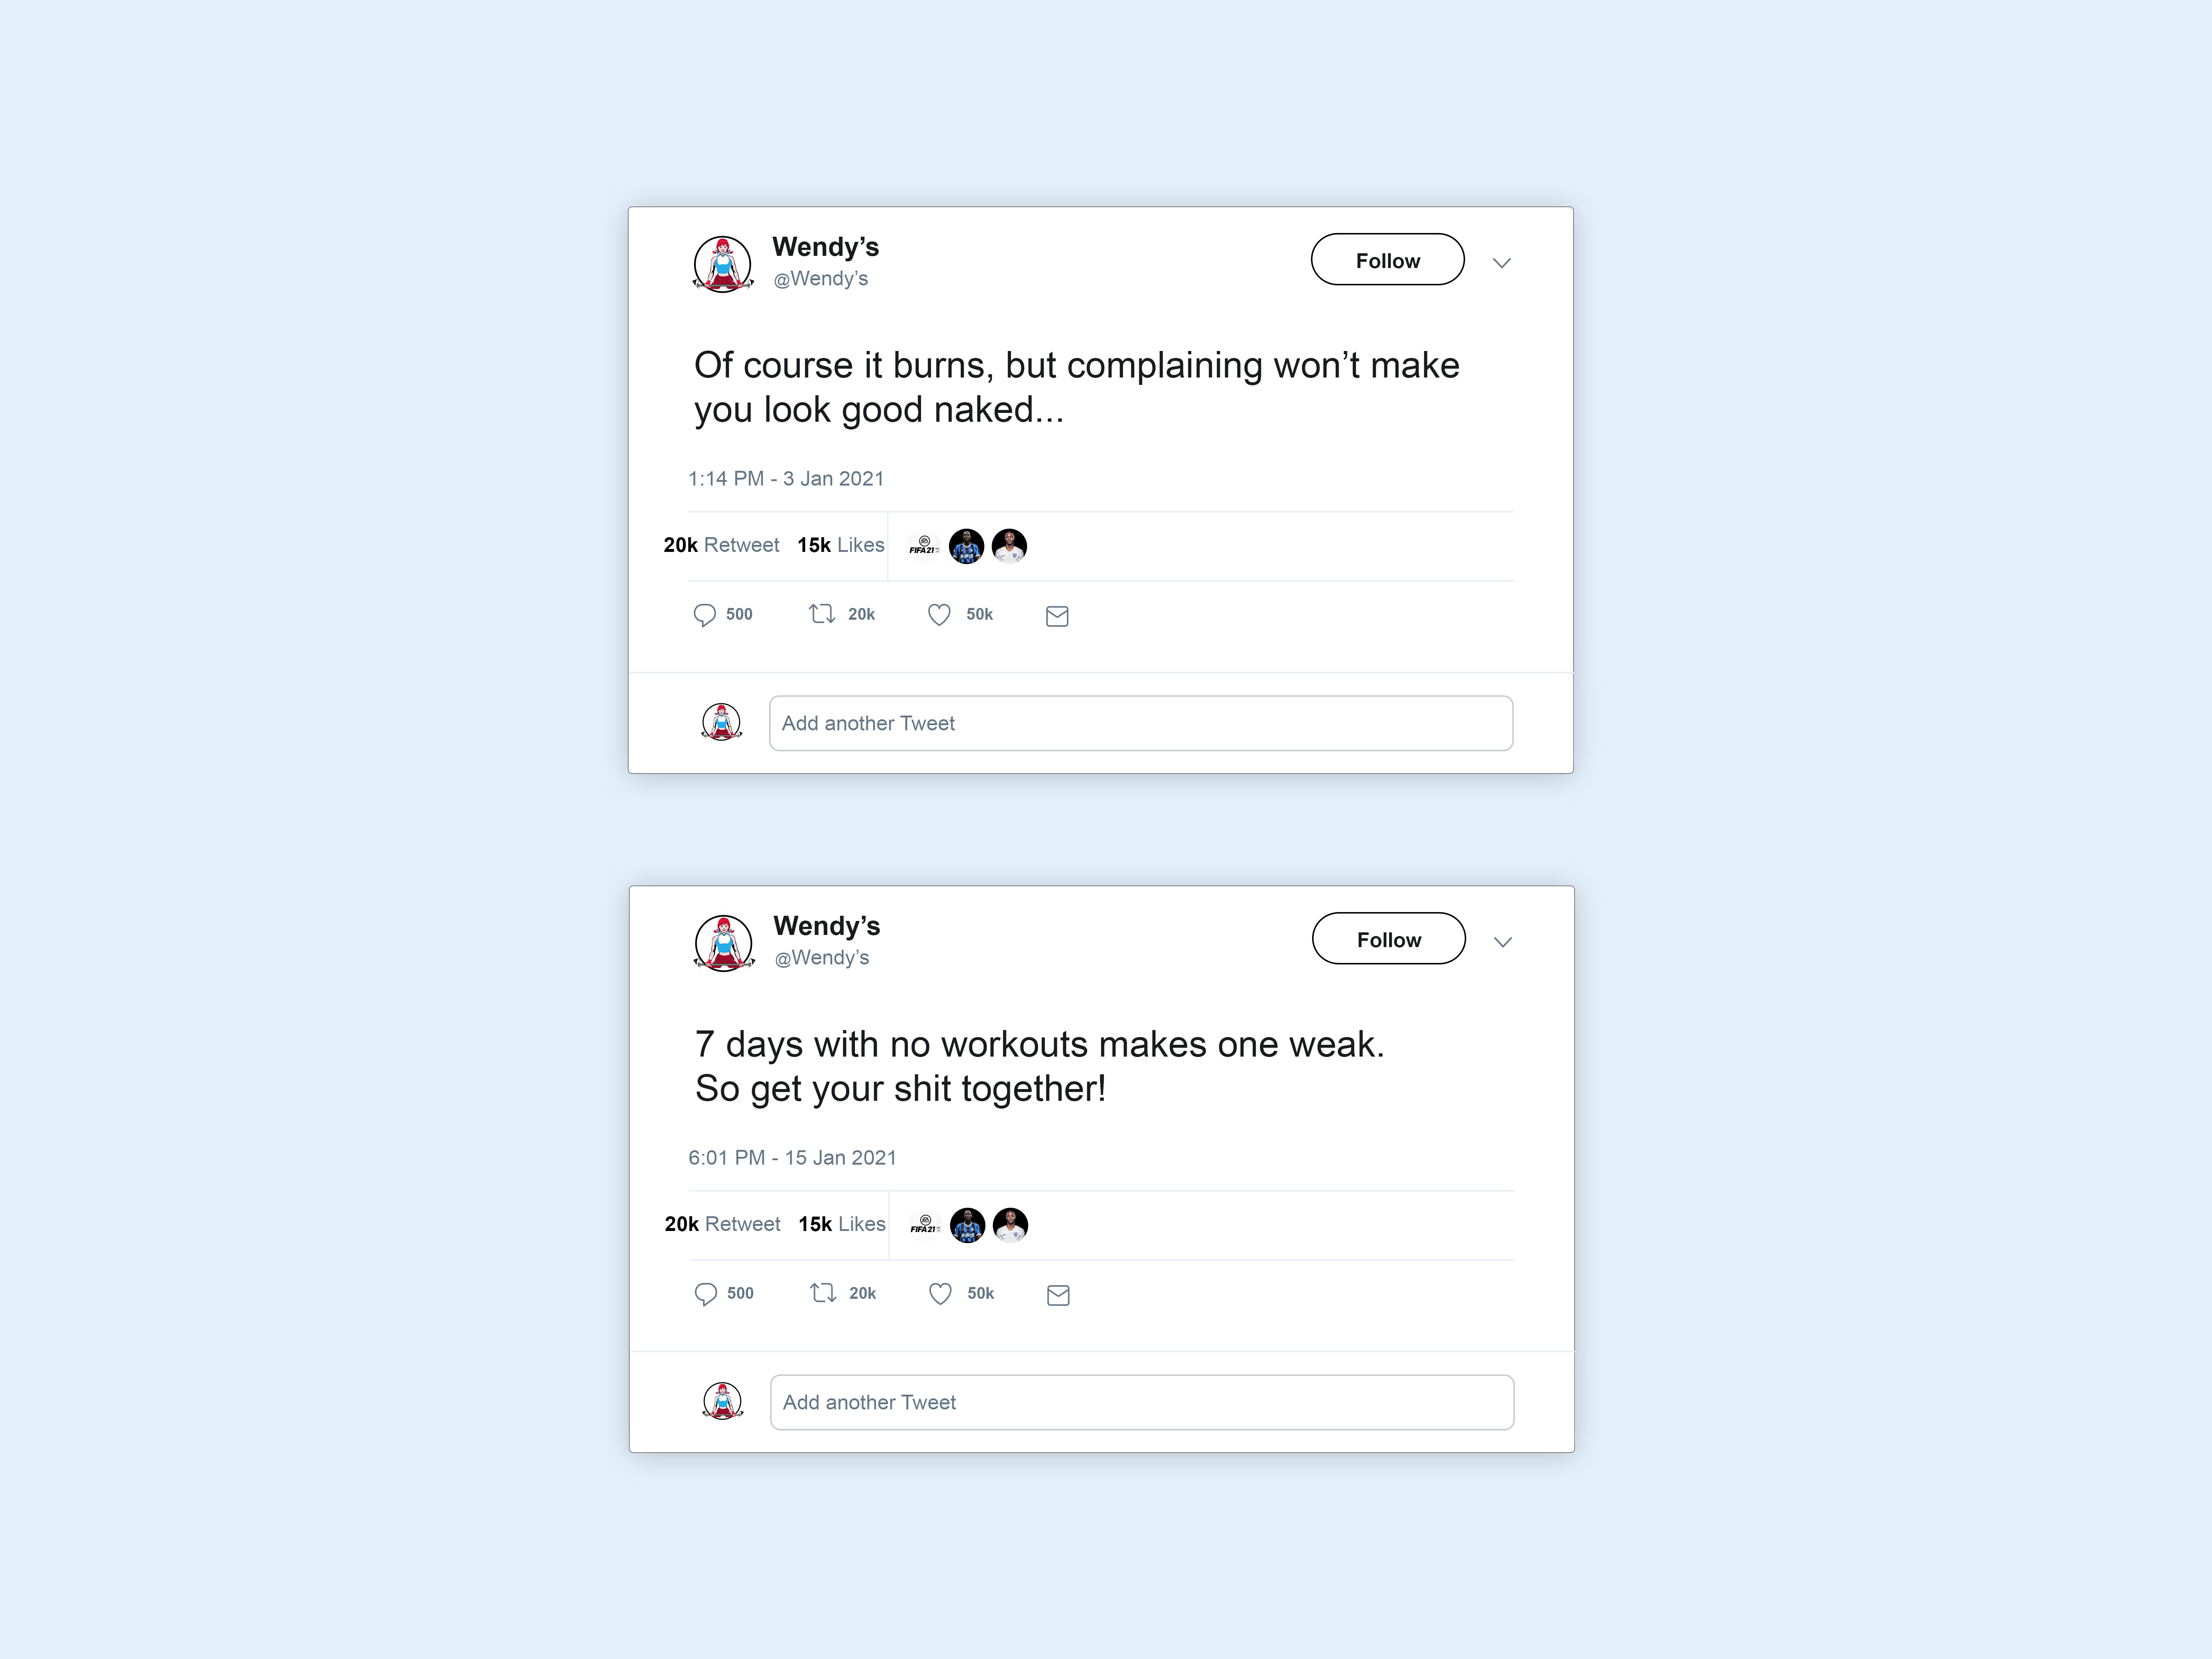 Wendy’s
@Wendy’s
Follow
Of course it burns, but complaining won’t make
you look good naked...
1:14 PM - 3 Jan 2021
20k Retweet 15k Likes
FIFA 21
500 20k 50k
Add another Tweet
Wendy’s
@Wendy’s
Follow
7 days with no workouts makes one weak.
So get your shit together!
6:01 PM - 15 Jan 2021
20k Retweet 15k Likes
FIFA 21
500 20k 50k
Add another Tweet